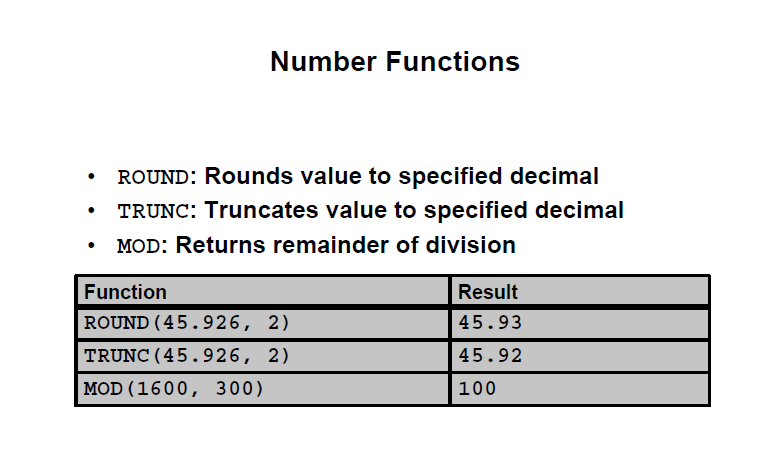 Number Functions
• ROUND: Rounds value to specified decimal
• TRUNC: Truncates value to specified decimal
• MOD: Returns remainder of division
Function Result
ROUND(45.926, 2) 45.93
TRUNC(45.926, 2) 45.92
MOD(1600, 300) 100